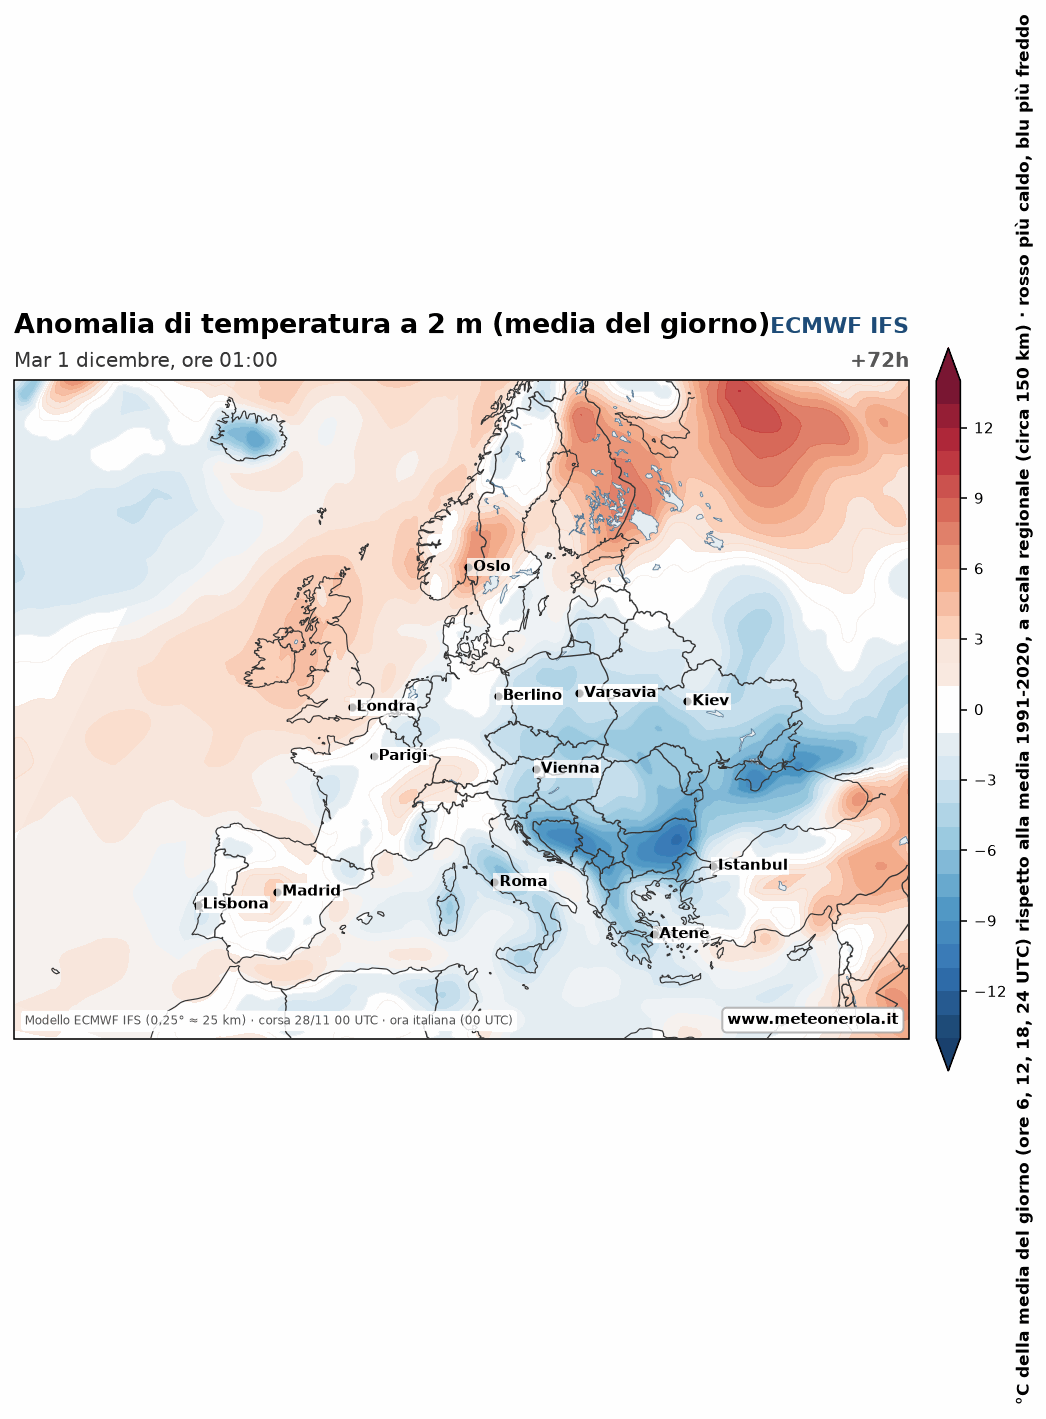 Anomalia di temperatura a 2 m (media del giorno)
ECMWF IFS
Mar 1 dicembre, ore 01:00
+72h
Oslo
Londra
Berlino
Varsavia
Kiev
Parigi
Vienna
Madrid
Lisbona
Roma
Istanbul
Atene
Modello ECMWF IFS (0,25° ≈ 25 km) · corsa 28/11 00 UTC · ora italiana (00 UTC)
www.meteonerola.it
12
9
6
3
0
−3
−6
−9
−12
°C della media del giorno (ore 6, 12, 18, 24 UTC) rispetto alla media 1991-2020, a scala regionale (circa 150 km) · rosso più caldo, blu più freddo